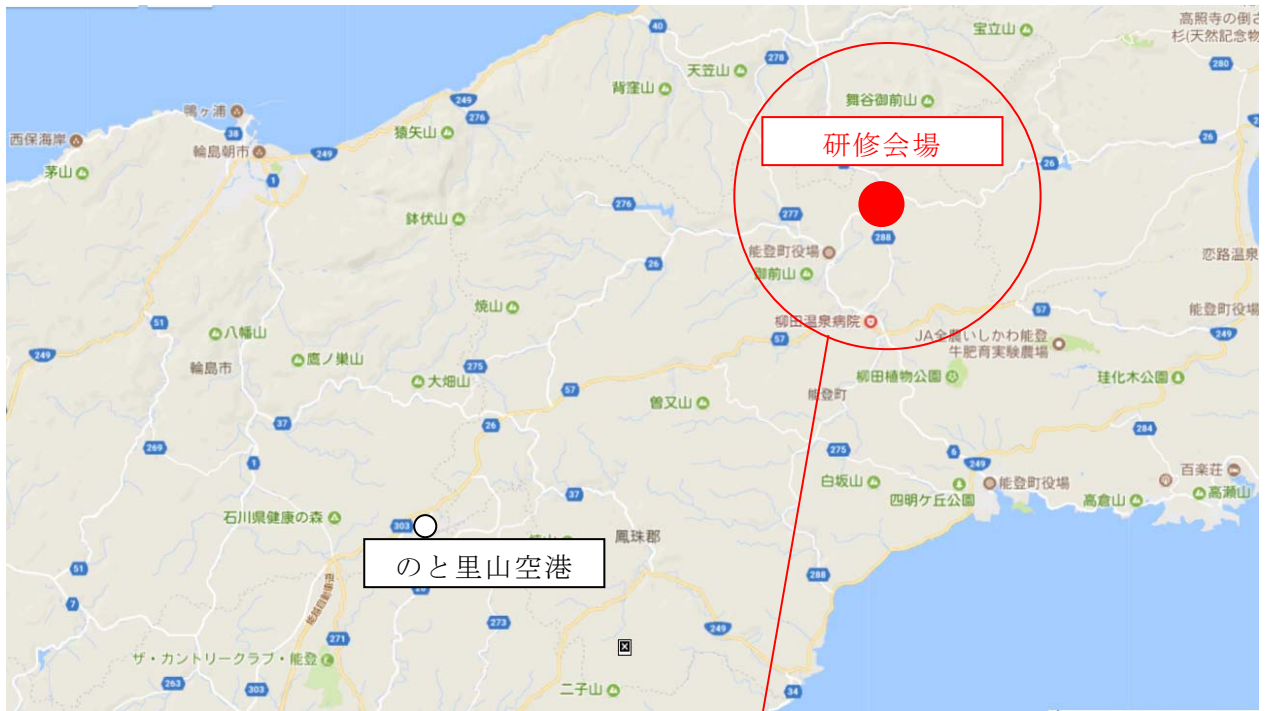 高照寺の倒さ
杉(天然記念物
宝立山
40
278
280
天笠山
背窪山
舞谷御前山
249
276
鴨ヶ浦
38
西保海岸
猿矢山
輪島朝市
249
研修会場
26
26
茅山
1
276
277
鉢伏山
288
能登町役場
恋路温泉
26
御前山
焼山
57
能登町役場
柳田温泉病院
51
八幡山
57
JA全農いしかわ能登
牛肥育実験農場
249
249
鷹ノ巣山
輪島市
275
大畑山
柳田植物公園
珪化木公園
57
能登町
曽又山
37
26
284
269
275
6
249
1
百楽荘
白坂山
能登町役場
37
四明ケ丘公園
高倉山
高瀬山
石川県健康の森
303
鳳珠郡
のと里山空港
51
288
能越自動車道
7
273
249
271
ザ・カントリークラブ・能登
263
303
二子山
34